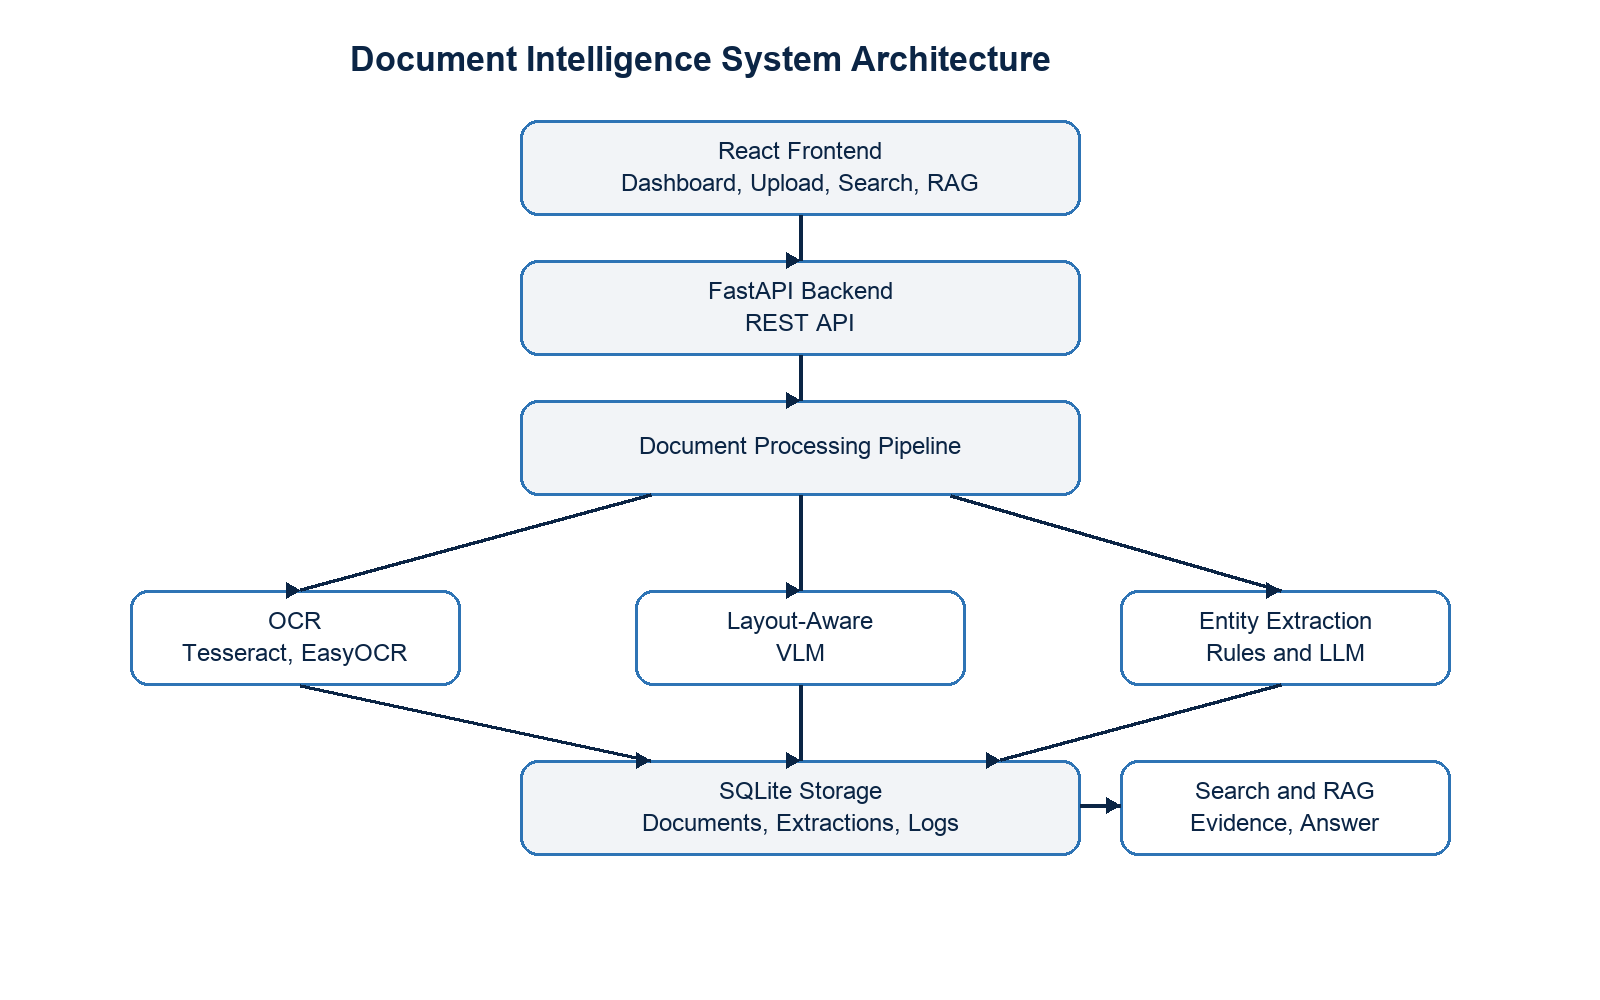 Document Intelligence System Architecture
React Frontend
Dashboard, Upload, Search, RAG
FastAPI Backend
REST API
Document Processing Pipeline
OCR
Tesseract, EasyOCR
Layout-Aware
VLM
Entity Extraction
Rules and LLM
SQLite Storage
Documents, Extractions, Logs
Search and RAG
Evidence, Answer